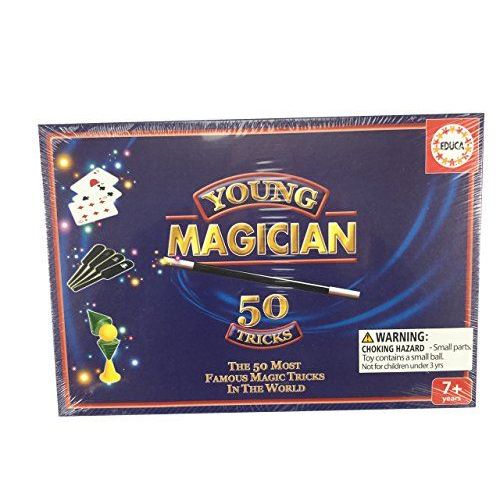 EDUCA
YOUNG
MAGICIAN
50
TRICKS
THE 50 MOST
FAMOUS MAGIC TRICKS
IN THE WORLD
WARNING:
CHOKING HAZARD - Small parts.
Toy contains a small ball.
Not for children under 3 yrs
7+
years